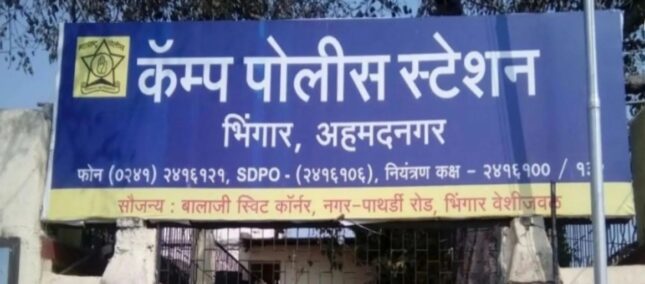 कॅम्प पोलीस स्टेशन
भिंगार, अहमदनगर
फोन (०२४१) २४१६१२१, SDPO - (२४१६१०६), नियंत्रण कक्ष - २४१६१०० /
सौजन्य : बालाजी स्विट कॉर्नर, नगर-पाथर्डी रोड, भिंगार वेशीजवळ